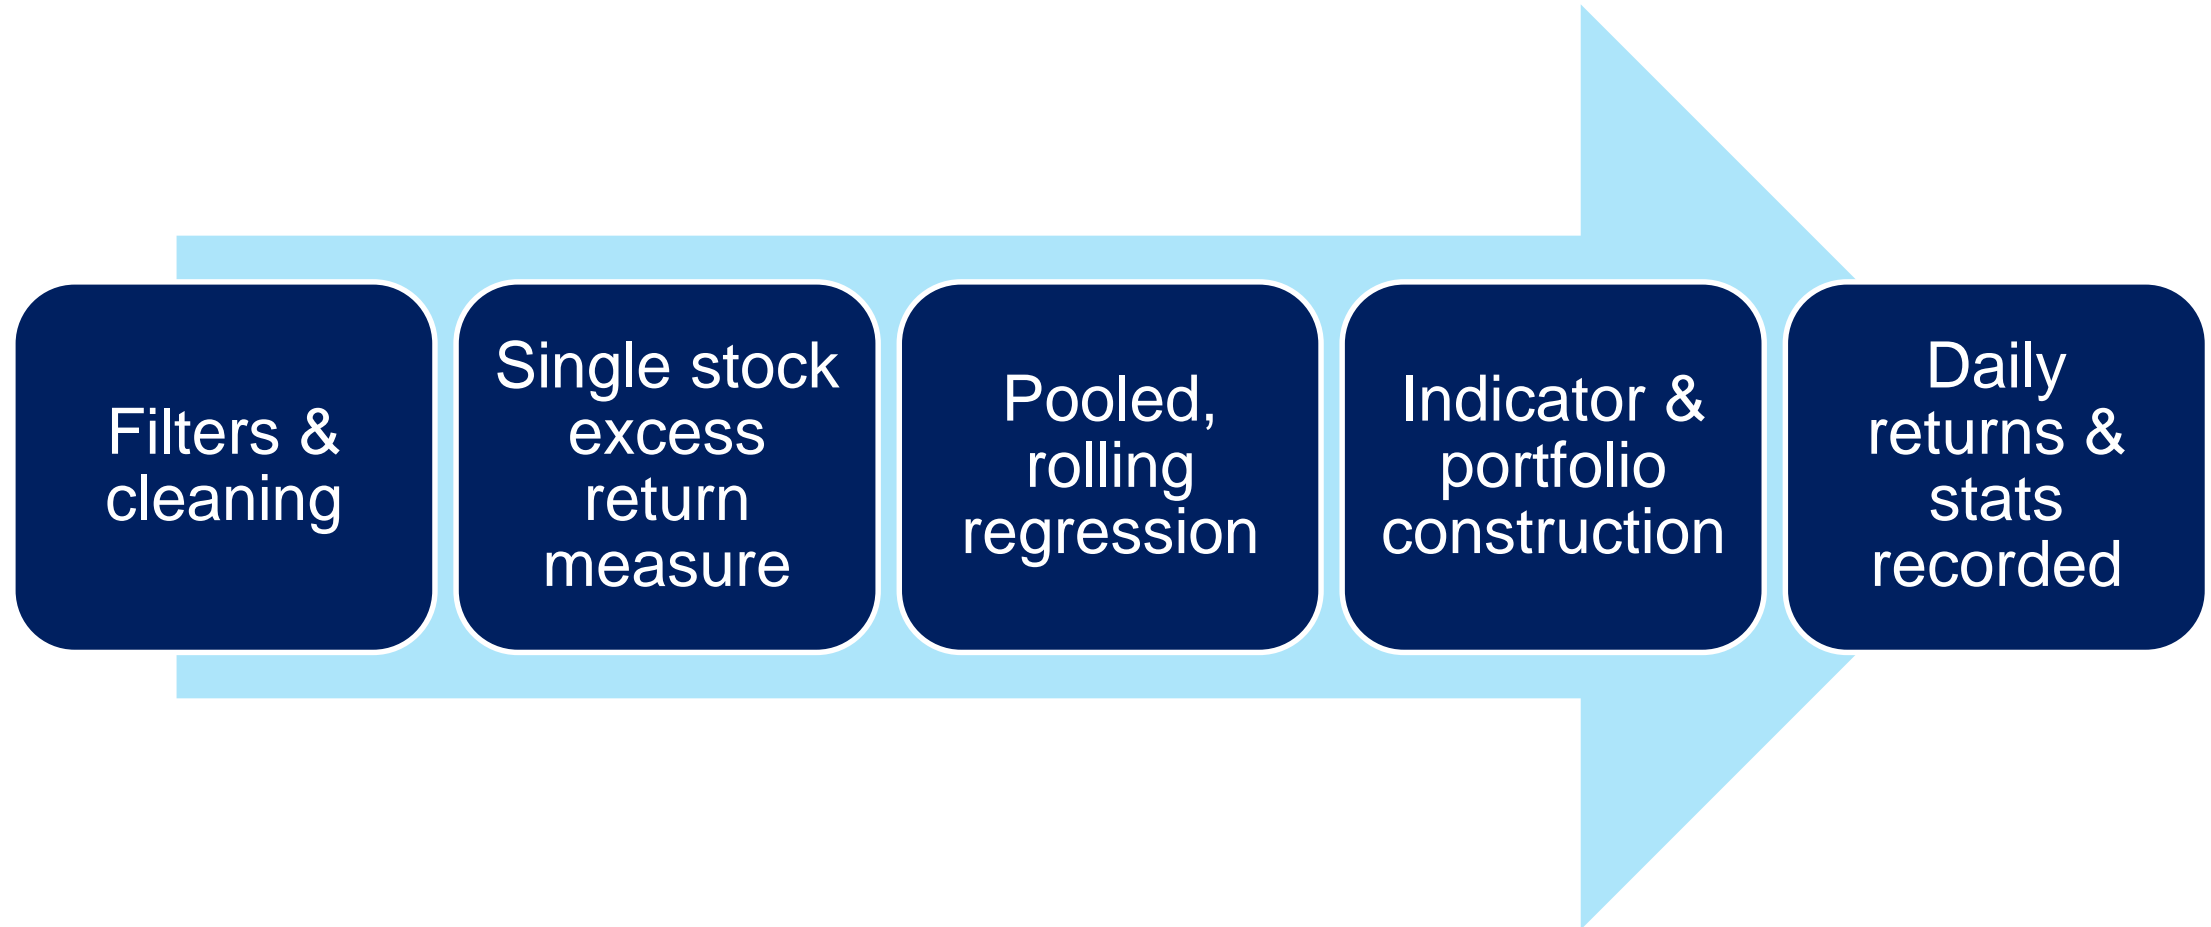 Filters &
cleaning
Single stock
excess
return
measure
Pooled,
rolling
regression
Indicator &
portfolio
construction
Daily
returns &
stats
recorded